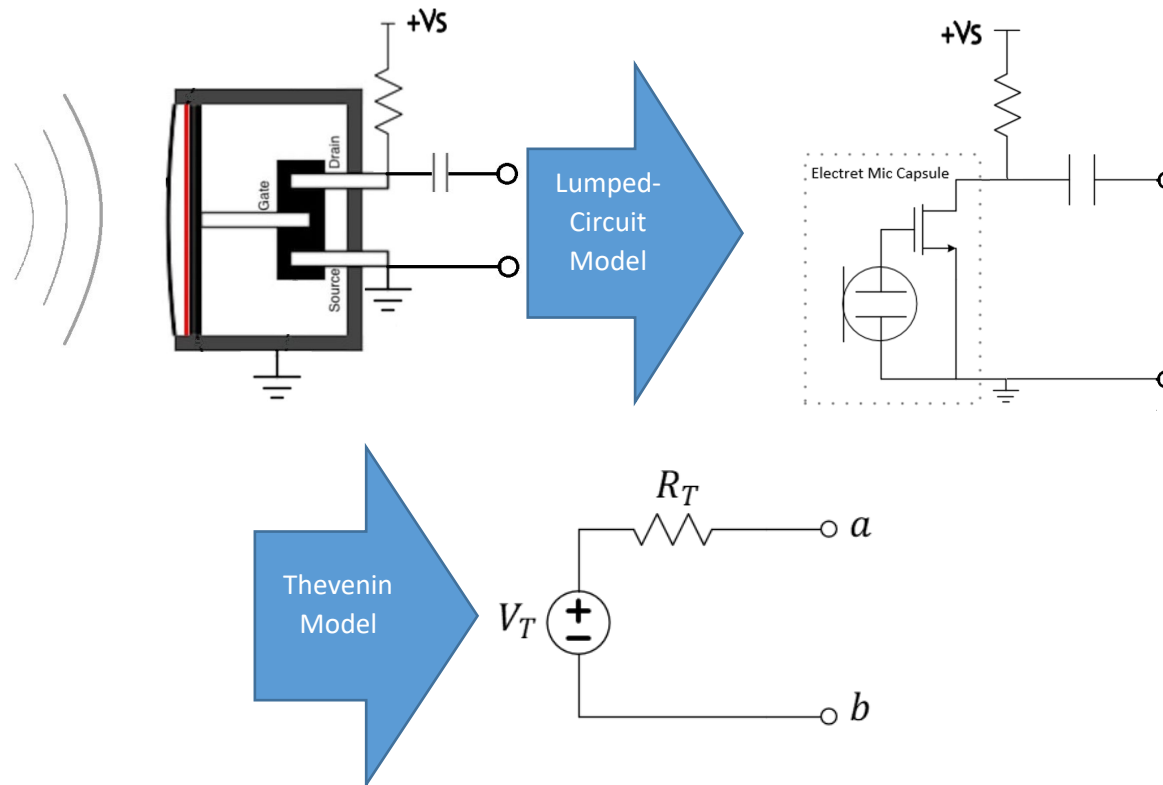 +Vs
Drain
Gate
Source
Lumped-
Circuit
Model
+Vs
Electret Mic Capsule
Thevenin
Model
R_T
V_T
a
b